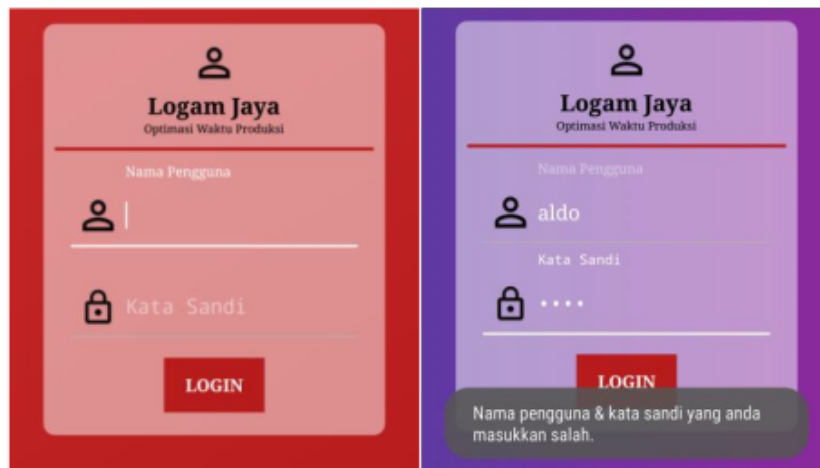 Logam Jaya
Optimasi Waktu Produksi
Nama Pengguna
Kata Sandi
LOGIN
Logam Jaya
Optimasi Waktu Produksi
Nama Pengguna
aldo
Kata Sandi
••••
LOGIN
Nama pengguna & kata sandi yang anda
masukkan salah.